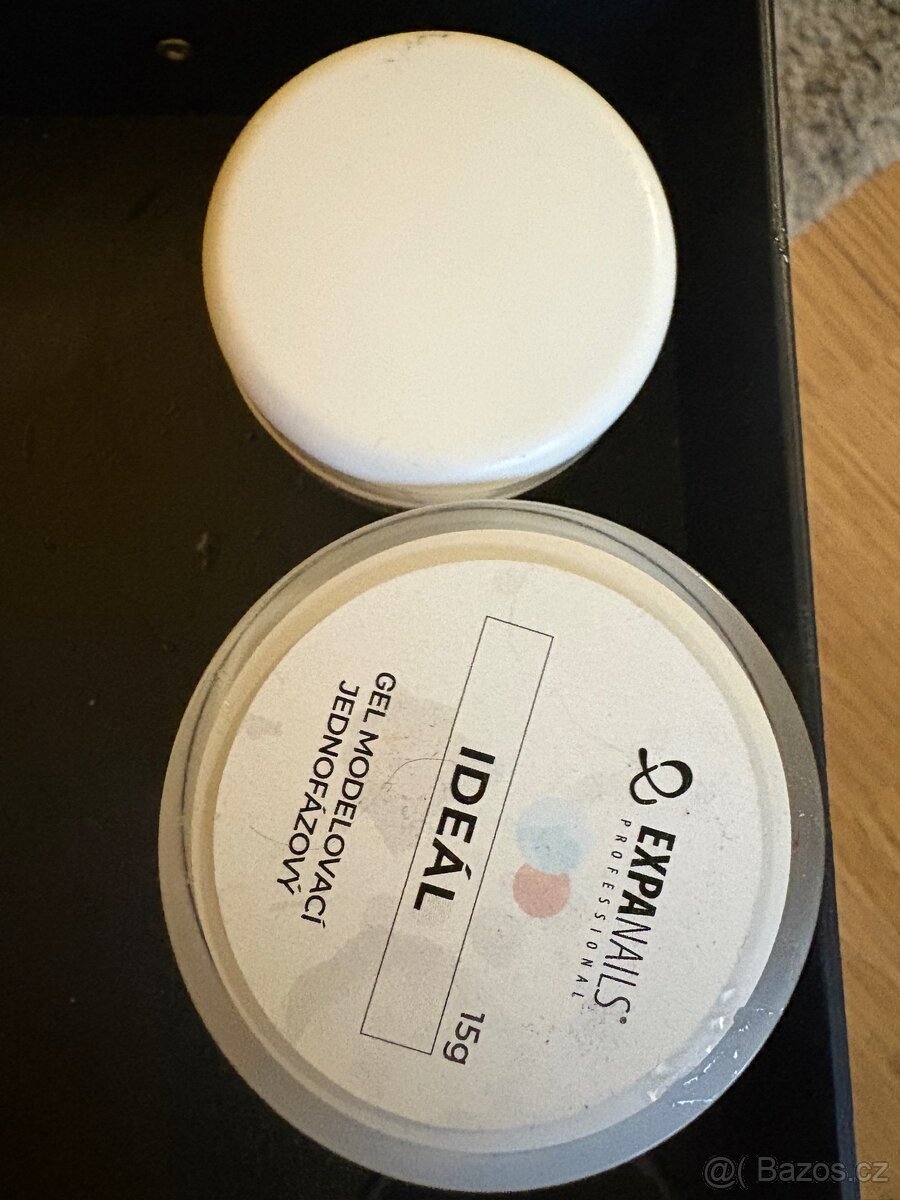 EXPANAILS®
PROFESSIONAL
IDEÁL
15g
GEL MODELOVACÍ
JEDNOFÁZOVÝ
@( Bazos.cz